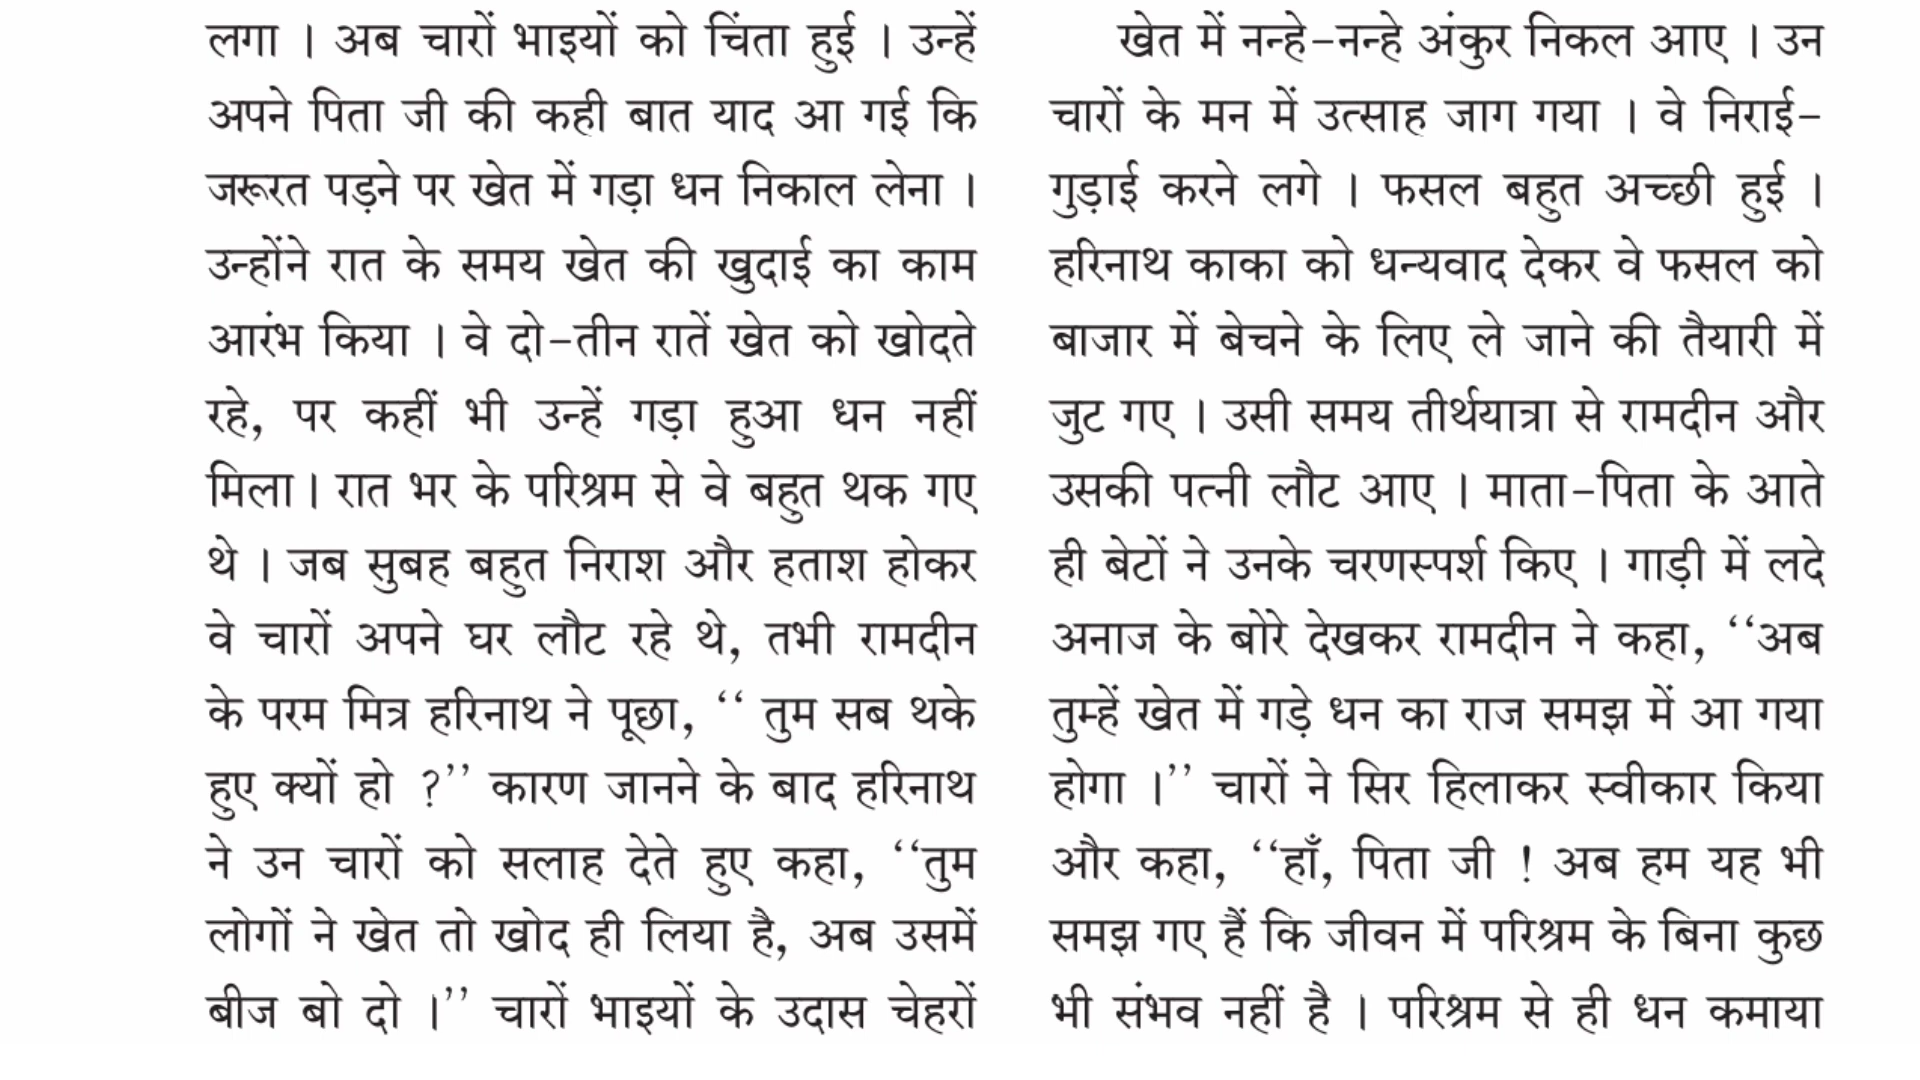 लगा । अब चारों भाइयों को चिंता हुई । उन्हें
अपने पिता जी की कही बात याद आ गई कि
जरूरत पड़ने पर खेत में गड़ा धन निकाल लेना ।
उन्होंने रात के समय खेत की खुदाई का काम
आरंभ किया । वे दो-तीन रातें खेत को खोदते
रहे, पर कहीं भी उन्हें गड़ा हुआ धन नहीं
मिला। रात भर के परिश्रम से वे बहुत थक गए
थे । जब सुबह बहुत निराश और हताश होकर
वे चारों अपने घर लौट रहे थे, तभी रामदीन
के परम मित्र हरिनाथ ने पूछा, ‘‘ तुम सब थके
हुए क्यों हो ?’’ कारण जानने के बाद हरिनाथ
ने उन चारों को सलाह देते हुए कहा, ‘‘तुम
लोगों ने खेत तो खोद ही लिया है, अब उसमें
बीज बो दो ।’’ चारों भाइयों के उदास चेहरों
खेत में नन्हे-नन्हे अंकुर निकल आए । उन
चारों के मन में उत्साह जाग गया । वे निराई-
गुड़ाई करने लगे । फसल बहुत अच्छी हुई ।
हरिनाथ काका को धन्यवाद देकर वे फसल को
बाजार में बेचने के लिए ले जाने की तैयारी में
जुट गए । उसी समय तीर्थयात्रा से रामदीन और
उसकी पत्नी लौट आए । माता-पिता के आते
ही बेटों ने उनके चरणस्पर्श किए । गाड़ी में लदे
अनाज के बोरे देखकर रामदीन ने कहा, ‘‘अब
तुम्हें खेत में गड़े धन का राज समझ में आ गया
होगा ।’’ चारों ने सिर हिलाकर स्वीकार किया
और कहा, ‘‘हाँ, पिता जी ! अब हम यह भी
समझ गए हैं कि जीवन में परिश्रम के बिना कुछ
भी संभव नहीं है । परिश्रम से ही धन कमाया